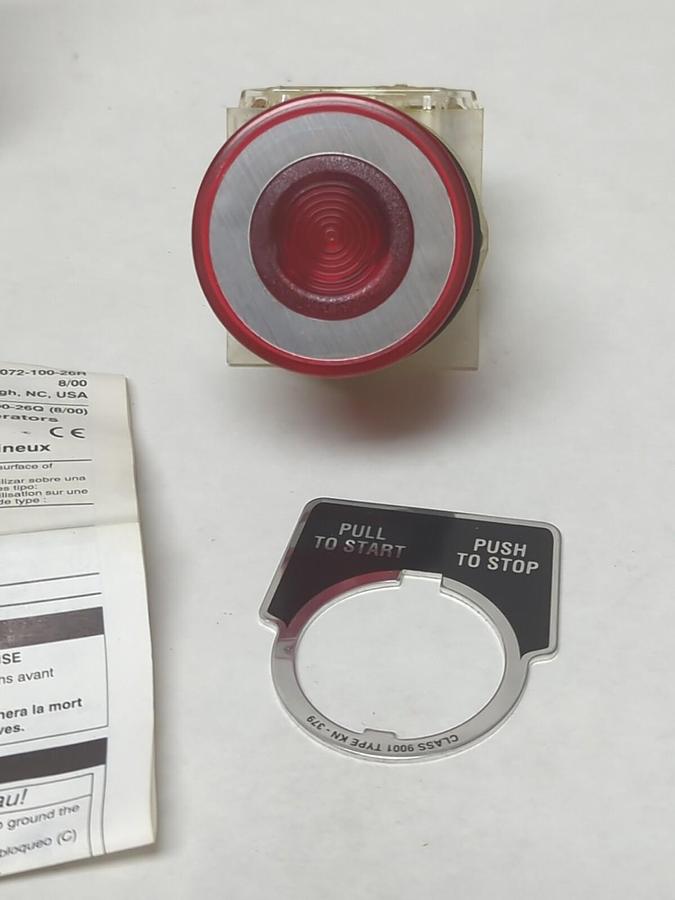 072-100-26R
8/00
gh, NC, USA
00-26Q (8/00)
erators
CE
ineux
surface of
ilizar sobre una
es tipo:
ilisation sur une
de type :
SE
ns avant
nera la mort
ves.
au!
ground the
bloqueo (C)
PULL
TO START
PUSH
TO STOP
CLASS 9001 TYPE KN - 379